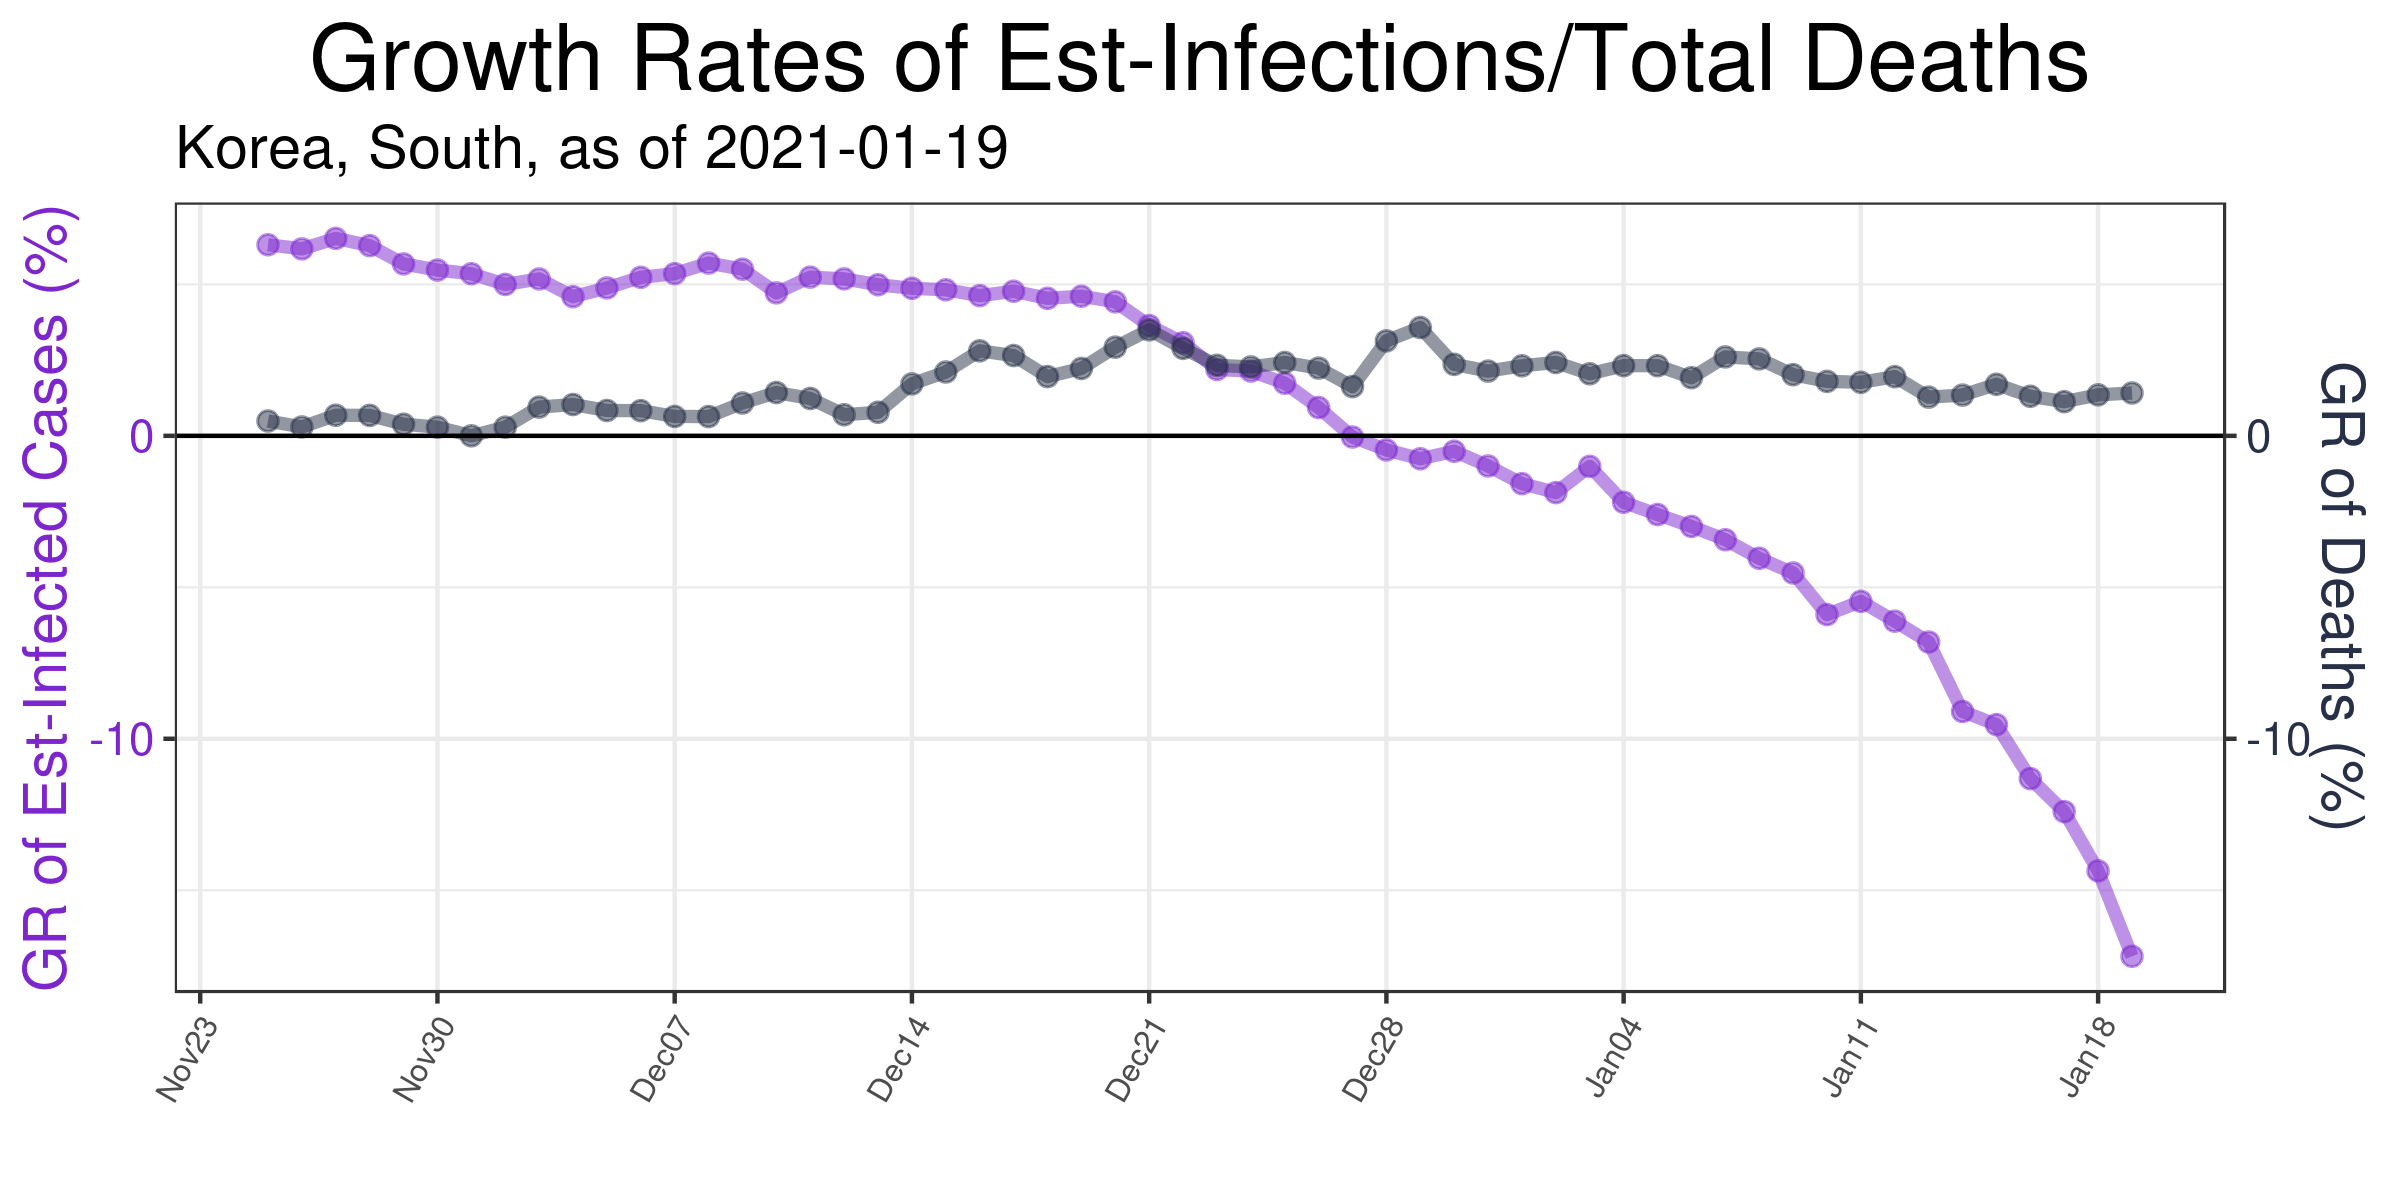 Growth Rates of Est-Infections/Total Deaths
Korea, South, as of 2021-01-19
GR of Est-Infected Cases (%)
0
-10
0
-10
GR of Deaths (%)
Nov23
Nov30
Dec07
Dec14
Dec21
Dec28
Jan04
Jan11
Jan18